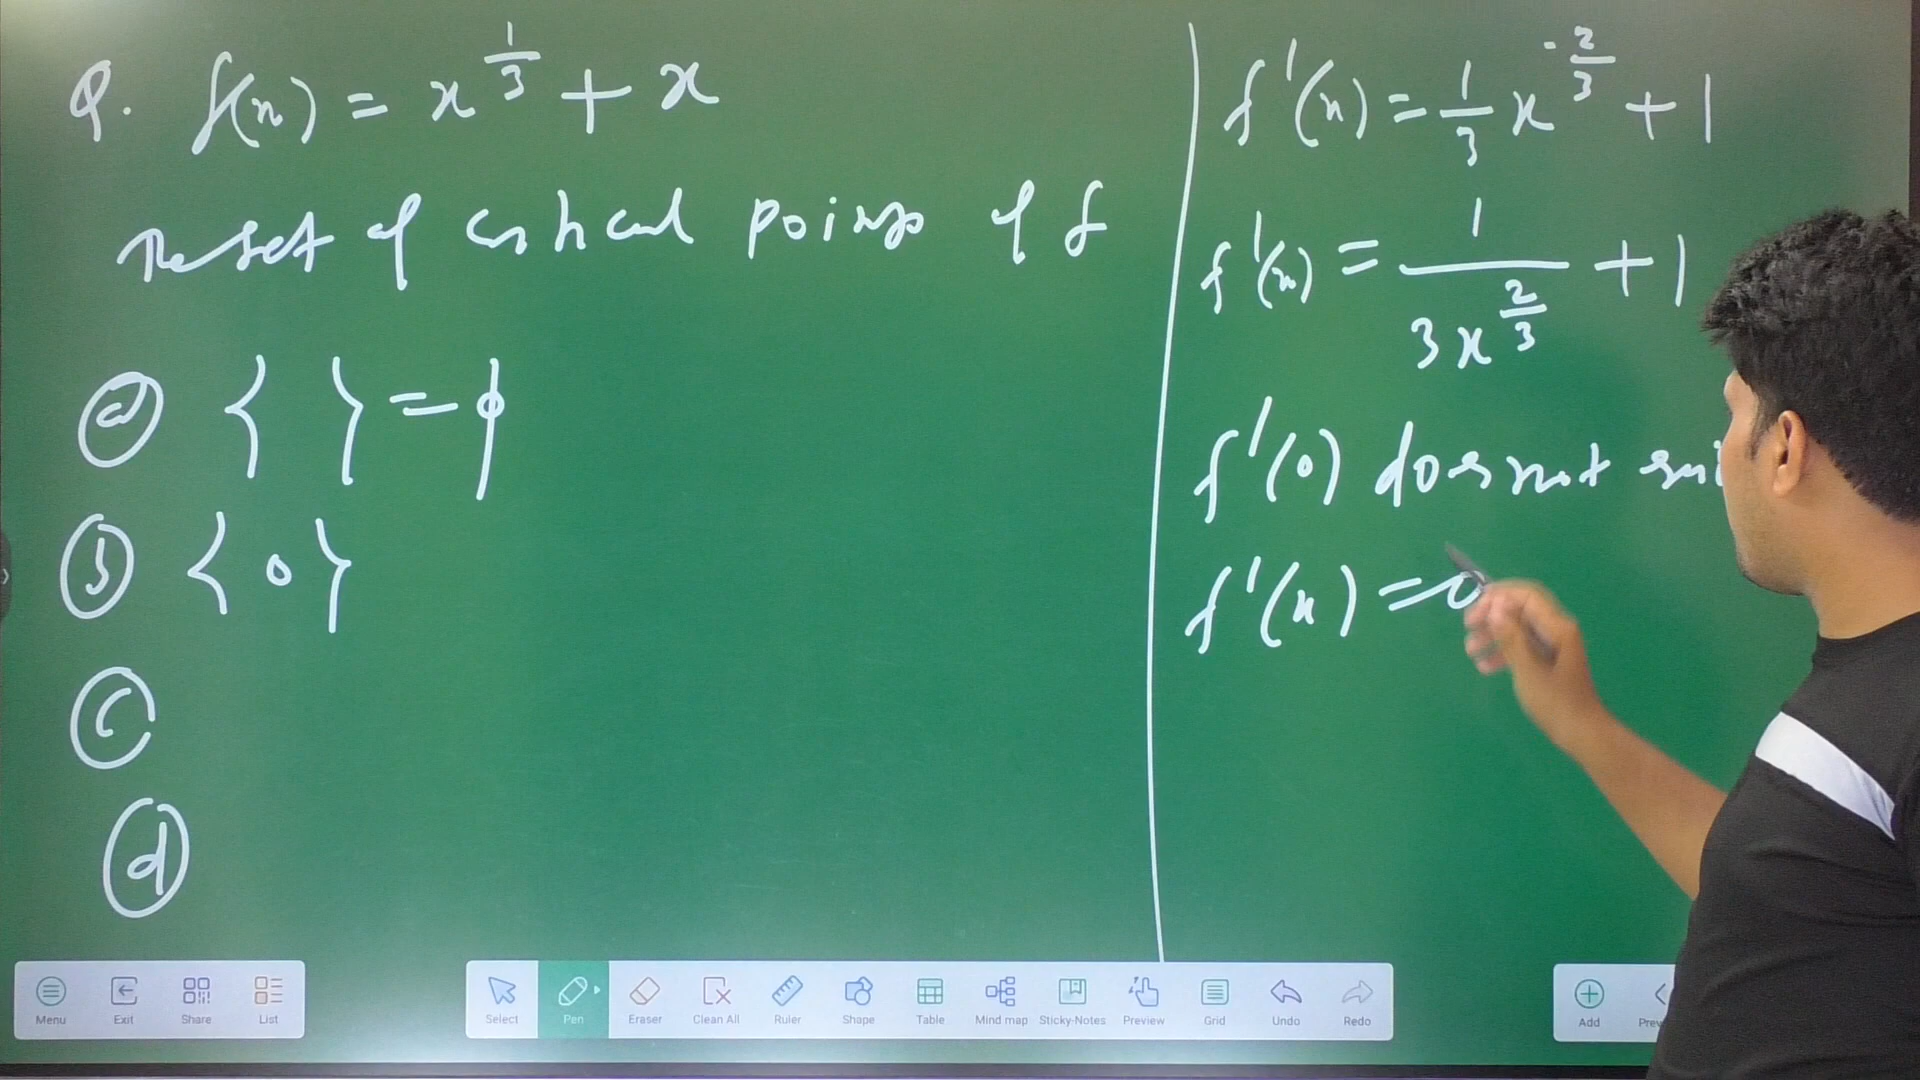 Q. f(x) = x^{1/3} + x
The set of critical points of f
(a) { } = ϕ
(b) { 0 }
(c)
(d)
f'(x) = 1/3 x^{-2/3} + 1
f'(x) = 1/(3x^{2/3}) + 1
f'(0) does not
f'(x) = 0
Menu Exit Share List
Select Pen Eraser Clean All Ruler Shape Table Mind map Sticky-Notes Preview Grid Undo Redo
Add